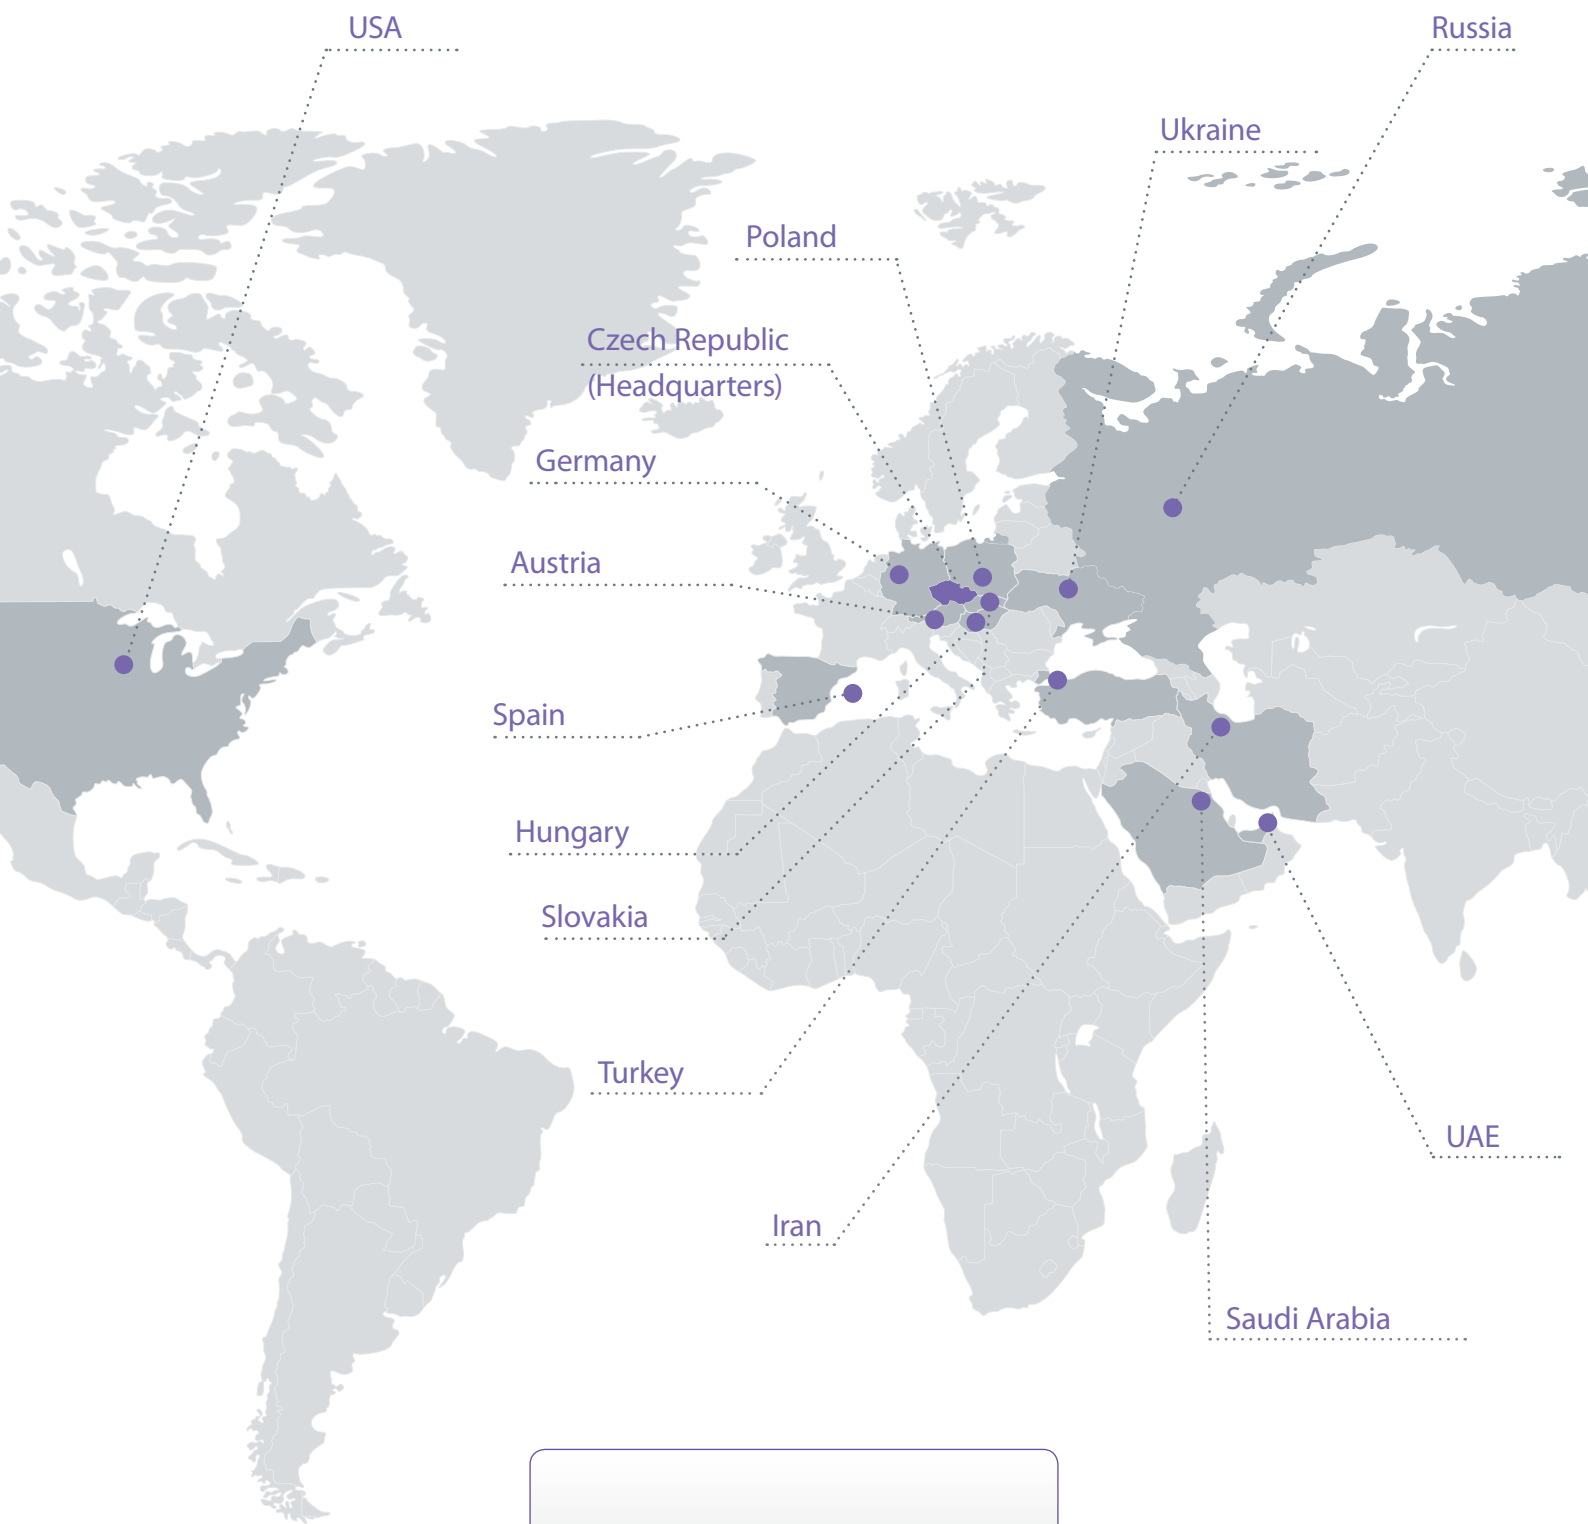 USA
Russia
Ukraine
Poland
Czech Republic
(Headquarters)
Germany
Austria
Spain
Hungary
Slovakia
Turkey
UAE
Iran
Saudi Arabia